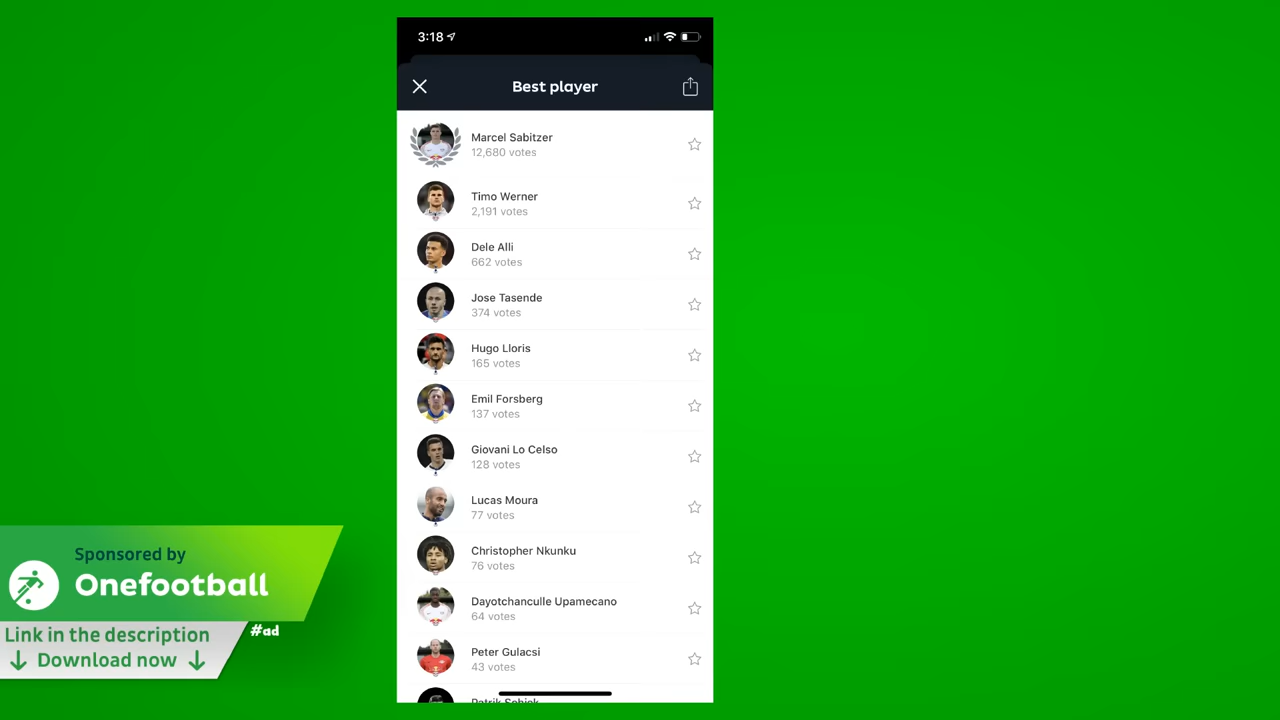 3:18
Best player
Marcel Sabitzer
12,680 votes
Timo Werner
2,191 votes
Dele Alli
662 votes
Jose Tasende
374 votes
Hugo Lloris
165 votes
Emil Forsberg
137 votes
Giovani Lo Celso
128 votes
Lucas Moura
77 votes
Christopher Nkunku
76 votes
Dayotchanculle Upamecano
64 votes
Peter Gulacsi
43 votes
Patrik Schick
Sponsored by
Onefootball
Link in the description
#ad
↓ Download now ↓